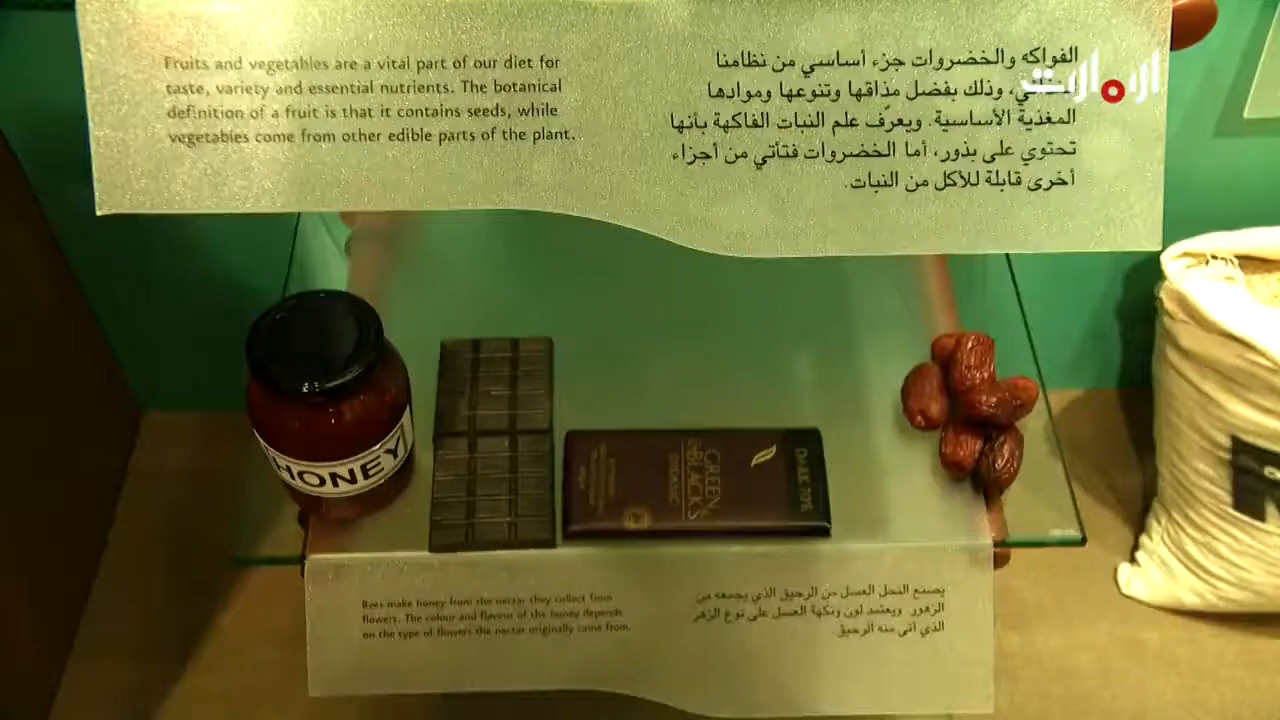 Fruits and vegetables are a vital part of our diet for
taste, variety and essential nutrients. The botanical
definition of a fruit is that it contains seeds, while
vegetables come from other edible parts of the plant.
الفواكه والخضروات جزء أساسي من نظامنا
وذلك بفضل مذاقها وتنوعها وموادها
المغذية الأساسية. ويعرّف علم النبات الفاكهة بأنها
تحتوي على بذور، أما الخضروات فتأتي من أجزاء
أخرى قابلة للأكل من النبات.
HONEY
GREEN
& BLACK'S
ORGANIC
DARK 70%
Bees make honey from the nectar they collect from
flowers. The colour and flavour of the honey depends
on the type of flowers the nectar originally came from.
يصنع النحل العسل من الرحيق الذي يجمعه من
الزهور. ويعتمد لون ونكهة العسل على نوع الزهر
الذي أتى منه الرحيق.